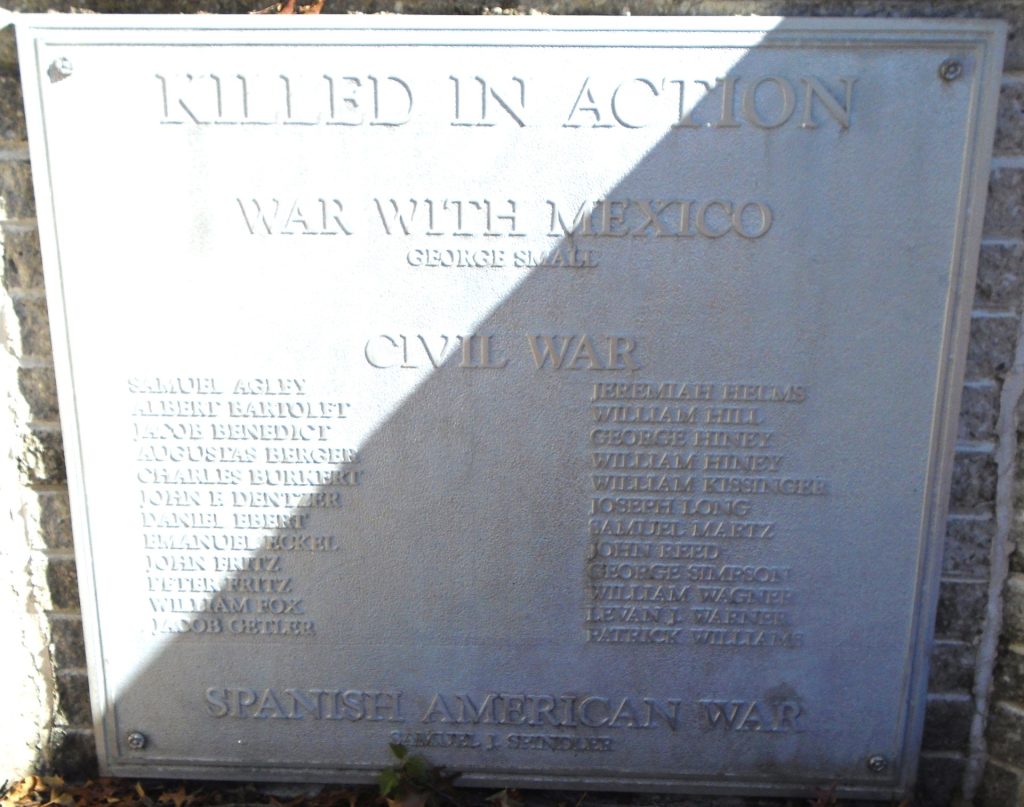 KILLED IN ACTION
WAR WITH MEXICO
GEORGE SMALL
CIVIL WAR
SAMUEL AGLEY
ALBERT BARTOLET
JACOB BENEDICT
AUGUSTAS BERGER
CHARLES BURKERT
JOHN F. DENTZER
DANIEL EBERT
EMANUEL ECKEL
JOHN FRITZ
PETER FRITZ
WILLIAM FOX
JACOB GETLER
JEREMIAH HELMS
WILLIAM HILL
GEORGE HINEY
WILLIAM HINEY
WILLIAM KISSINGER
JOSEPH LONG
SAMUEL MARTZ
JOHN REED
GEORGE SIMPSON
WILLIAM WAGNER
LEVAN J. WARNER
PATRICK WILLIAMS
SPANISH AMERICAN WAR
SAMUEL J. SPINDLER